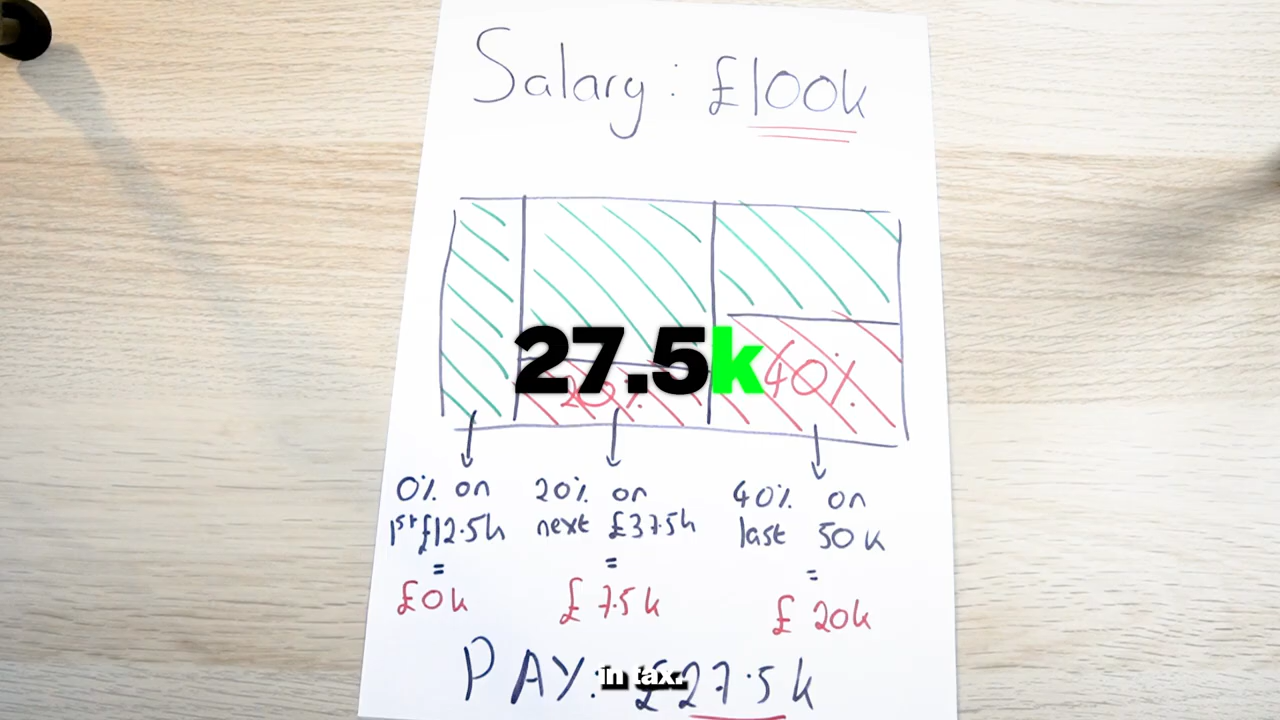 Salary: £100k
27.5k
20% 40%
0% on
1st £12.5k
=
£0k
20% on
next £37.5k
=
£7.5k
40% on
last 50k
=
£20k
PAY: £27.5k
in tax.